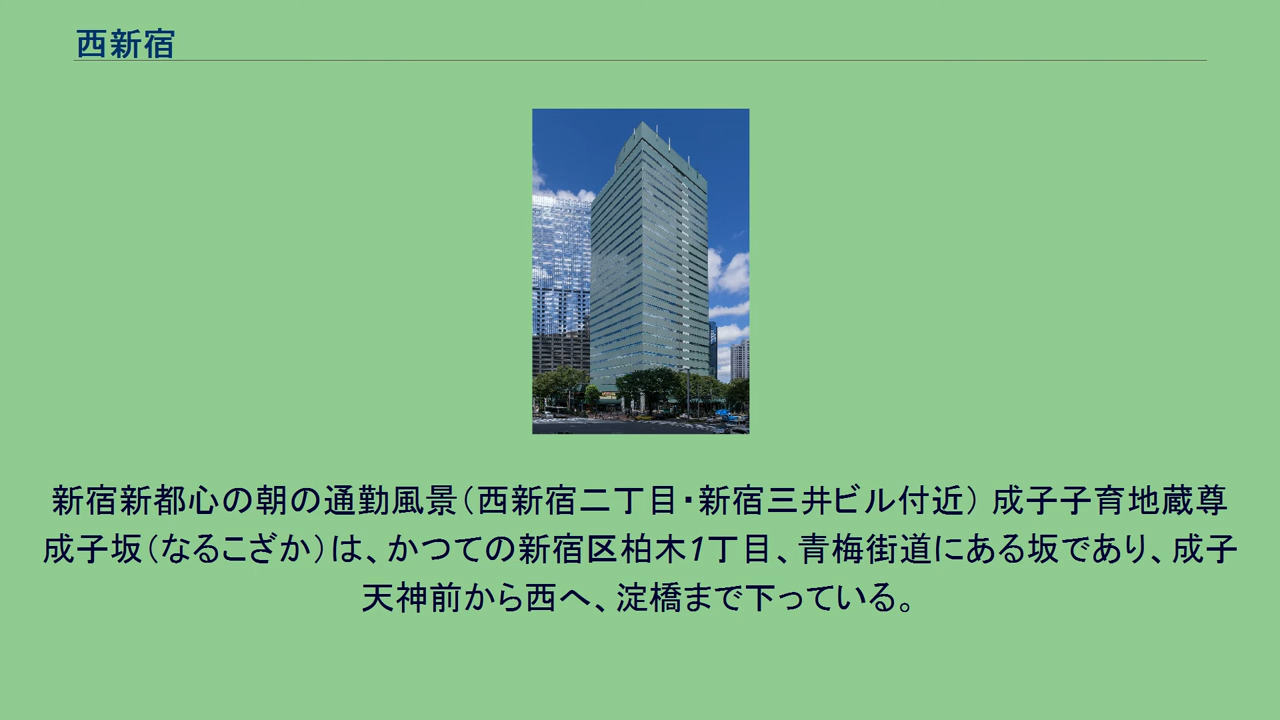 西新宿
新宿新都心の朝の通勤風景（西新宿二丁目・新宿三井ビル付近） 成子子育地蔵尊
成子坂（なるこざか）は、かつての新宿区柏木1丁目、青梅街道にある坂であり、成子
天神前から西へ、淀橋まで下っている。